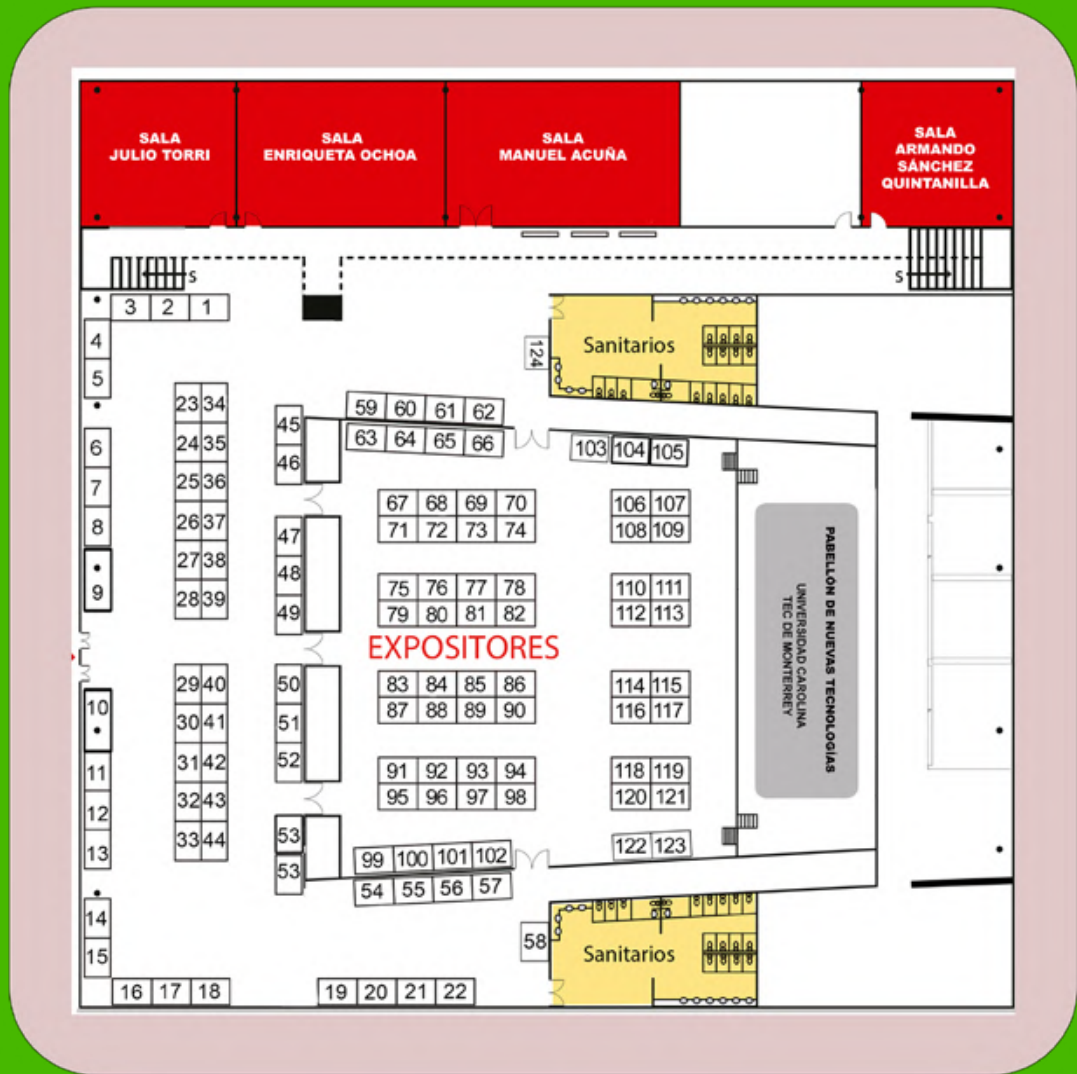 SALA
JULIO TORRI
SALA
ENRIQUETA OCHOA
SALA
MANUEL ACUÑA
SALA
ARMANDO
SÁNCHEZ
QUINTANILLA
S
S
3 2 1
4
5
6
7
8
9
10
11
12
13
14
15
16 17 18
19 20 21 22
23 34
24 35
25 36
26 37
27 38
28 39
29 40
30 41
31 42
32 43
33 44
45
46
47
48
49
50
51
52
53
53
59 60 61 62
63 64 65 66
67 68 69 70
71 72 73 74
75 76 77 78
79 80 81 82
EXPOSITORES
83 84 85 86
87 88 89 90
91 92 93 94
95 96 97 98
99 100 101 102
54 55 56 57
58
124
Sanitarios
103 104 105
106 107
108 109
110 111
112 113
114 115
116 117
118 119
120 121
122 123
PABELLÓN DE NUEVAS TECNOLOGÍAS
UNIVERSIDAD CAROLINA
TEC DE MONTERREY
Sanitarios